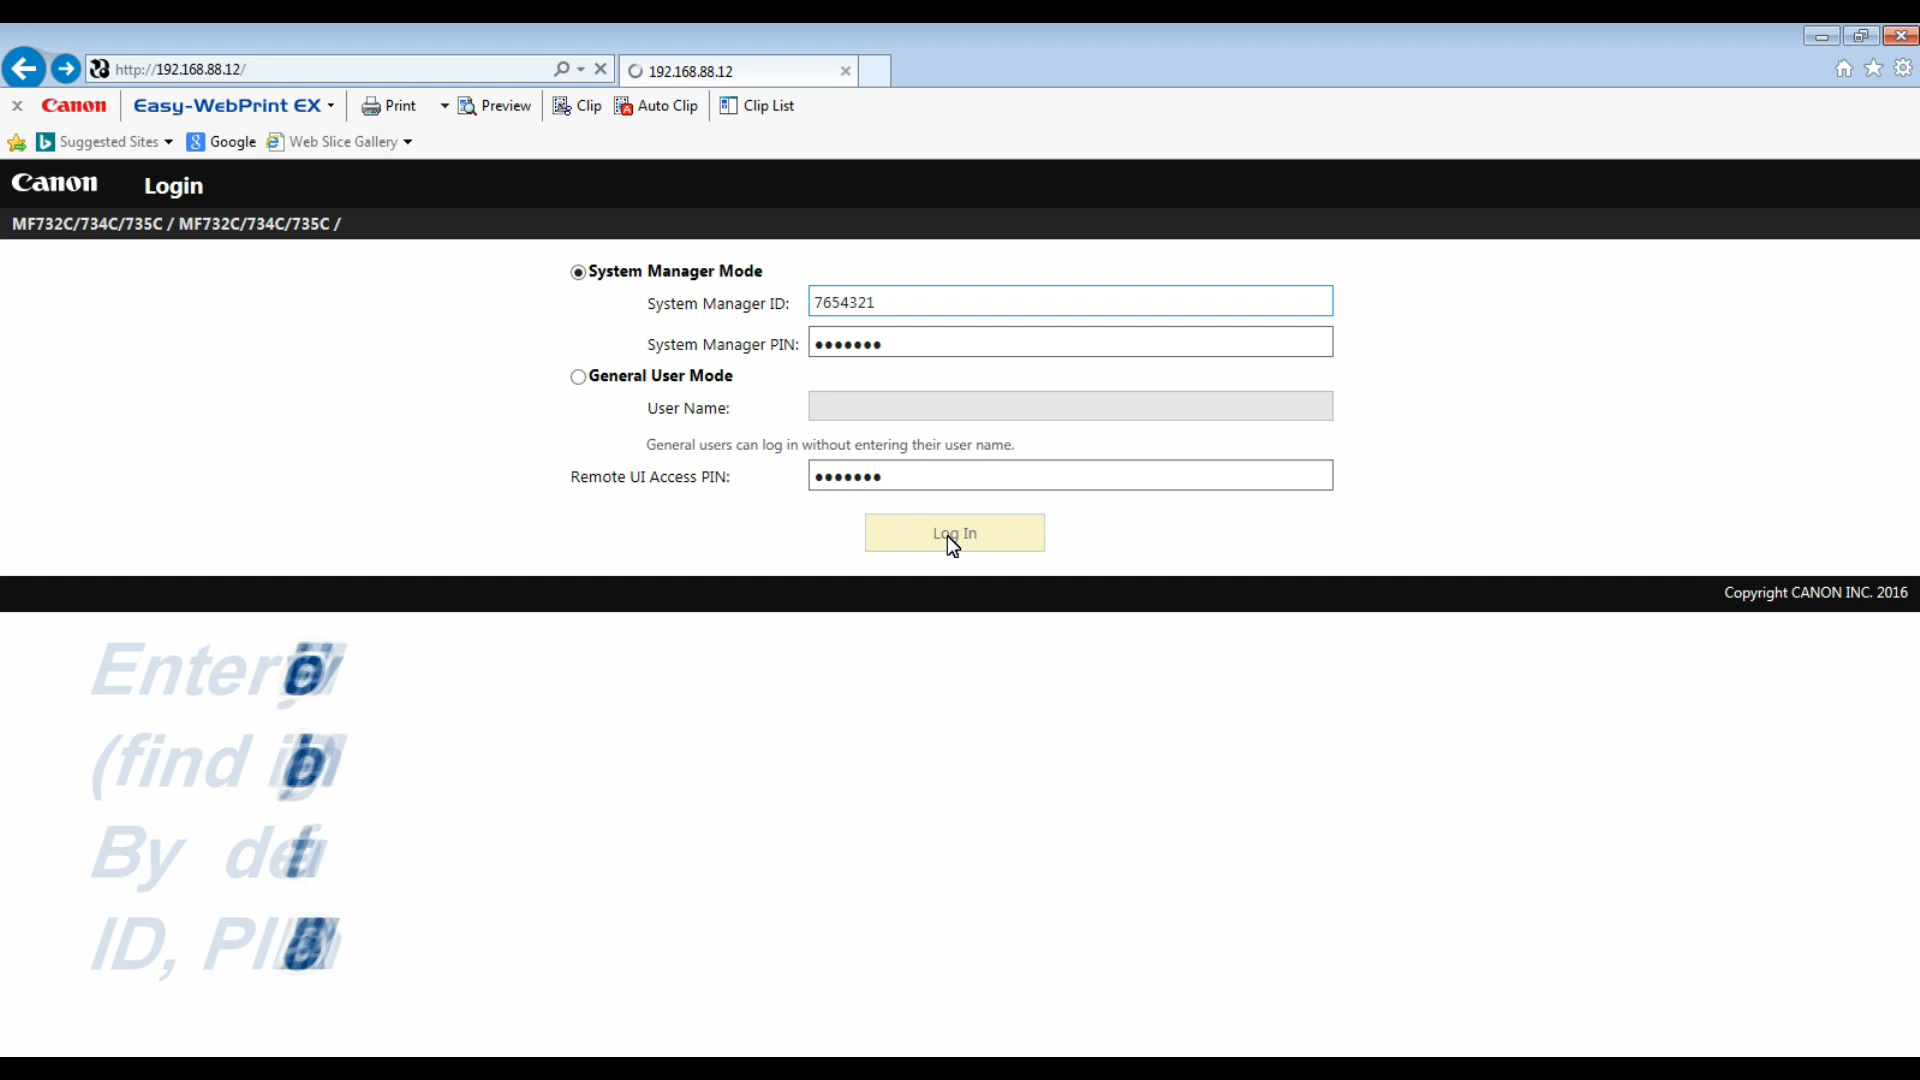 http://192.168.88.12/
192.168.88.12
Canon Easy-WebPrint EX Print Preview Clip Auto Clip Clip List
Suggested Sites Google Web Slice Gallery
Canon Login
MF732C/734C/735C / MF732C/734C/735C /
System Manager Mode
System Manager ID: 7654321
System Manager PIN: •••••••
General User Mode
User Name:
General users can log in without entering their user name.
Remote UI Access PIN: •••••••
Log In
Copyright CANON INC. 2016
Enter
(find
By
ID,